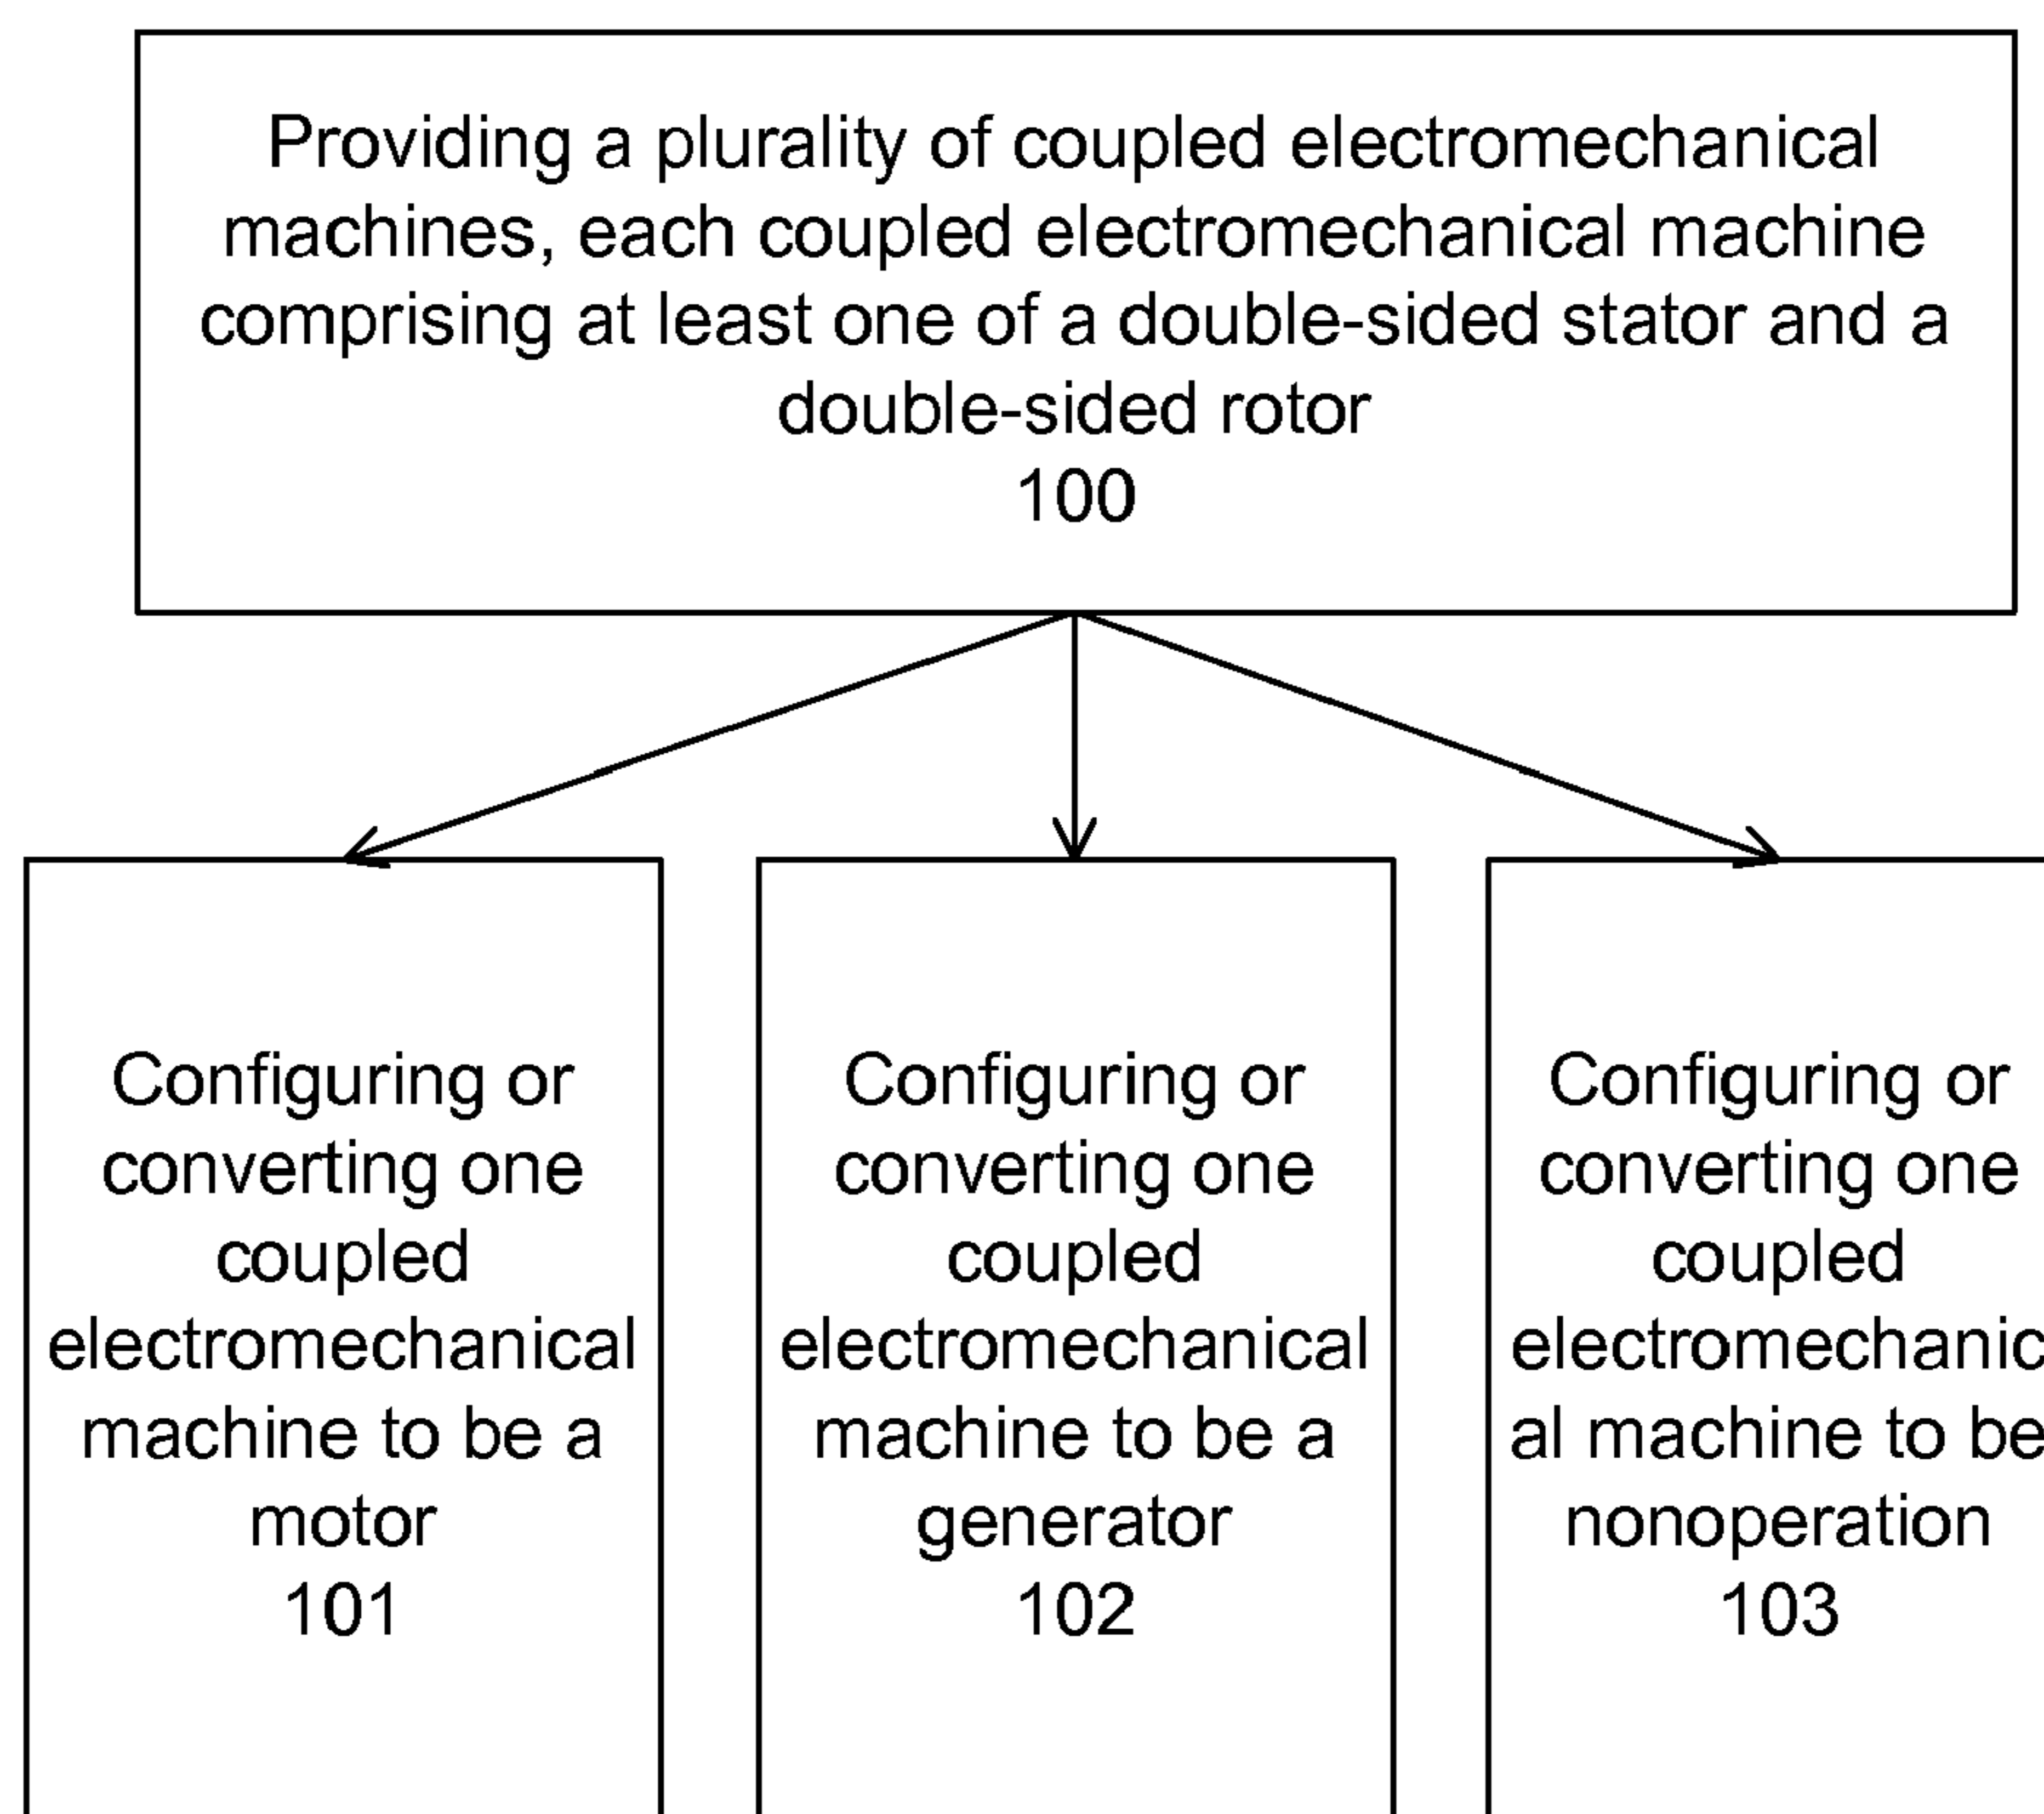 Providing a plurality of coupled electromechanical
machines, each coupled electromechanical machine
comprising at least one of a double-sided stator and a
double-sided rotor
100
Configuring or
converting one
coupled
electromechanical
machine to be a
motor
101
Configuring or
converting one
coupled
electromechanical
machine to be a
generator
102
Configuring or
converting one
coupled
electromechanic
al machine to be
nonoperation
103